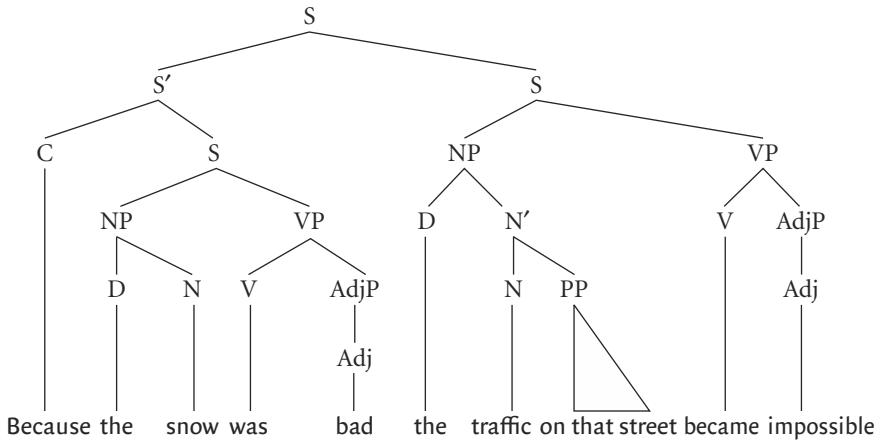 S
S′ S
C S NP VP
NP VP D N′ V AdjP
D N V AdjP N PP Adj
Adj
Because the snow was bad the traffic on that street became impossible